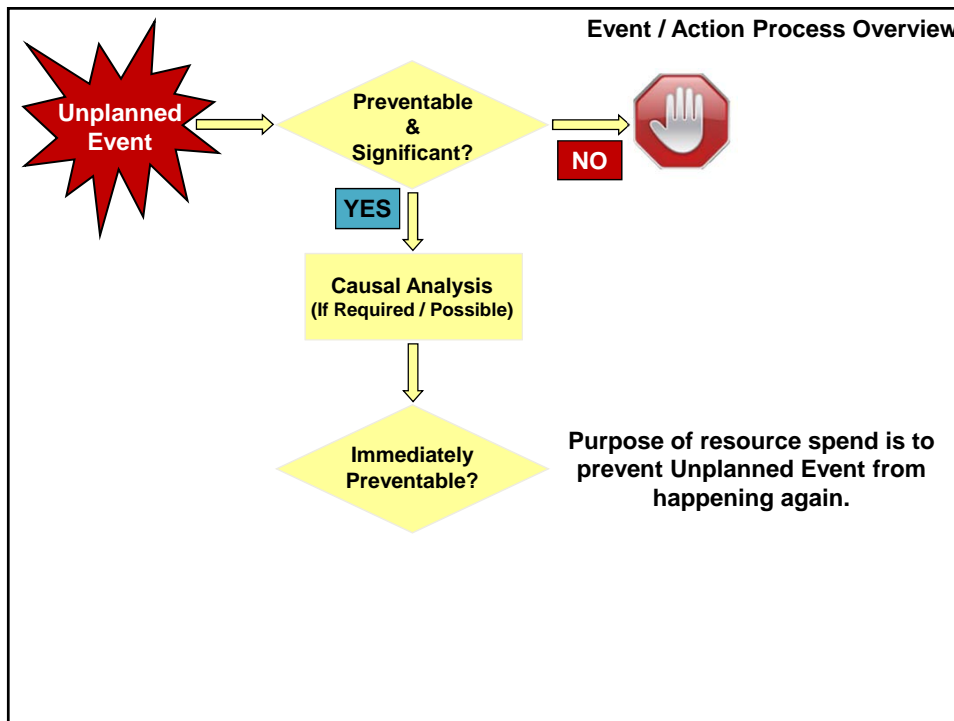 Event / Action Process Overview
Unplanned
Event
Preventable
&
Significant?
NO
YES
Causal Analysis
(If Required / Possible)
Immediately
Preventable?
Purpose of resource spend is to
prevent Unplanned Event from
happening again.